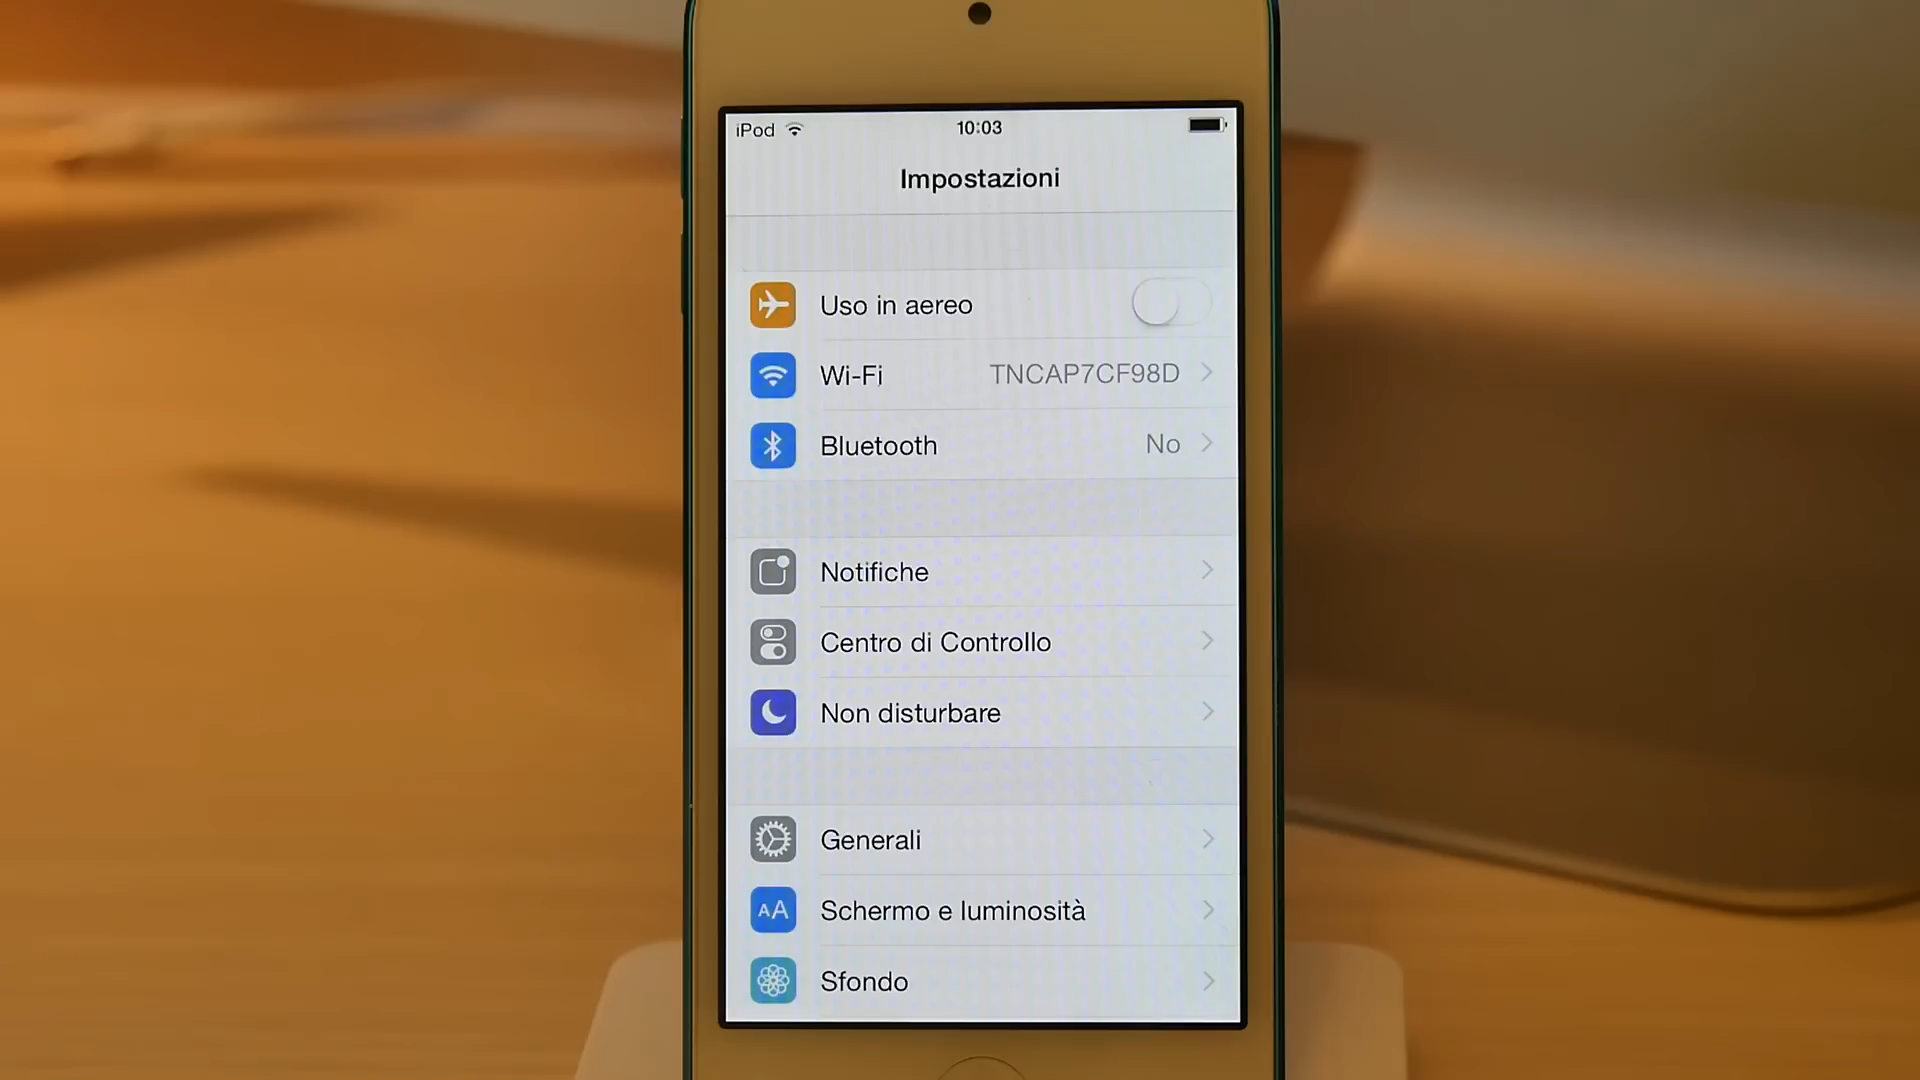 iPod 10:03
Impostazioni
Uso in aereo
Wi-Fi TNCAP7CF98D
Bluetooth No
Notifiche
Centro di Controllo
Non disturbare
Generali
AA Schermo e luminosità
Sfondo